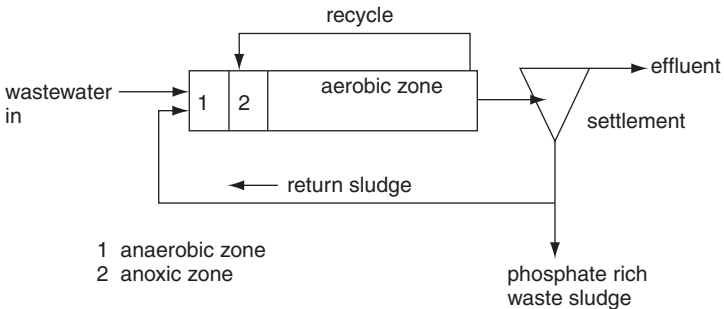 recycle
effluent
wastewater
in
1
2
aerobic zone
settlement
return sludge
1 anaerobic zone
2 anoxic zone
phosphate rich
waste sludge